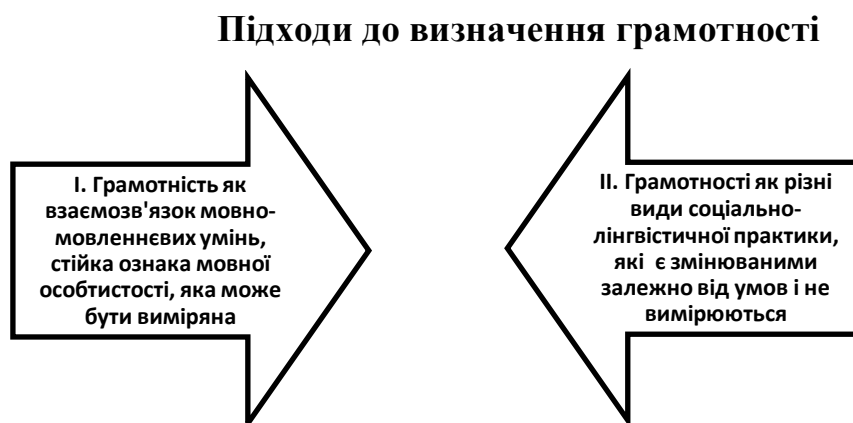 Підходи до визначення грамотності
І. Грамотність як
взаємозв'язок мовно-
мовленнєвих умінь,
стійка ознака мовної
особтистості, яка може
бути виміряна
ІІ. Грамотності як різні
види соціально-
лінгвістичної практики,
які є змінюваними
залежно від умов і не
вимірюються